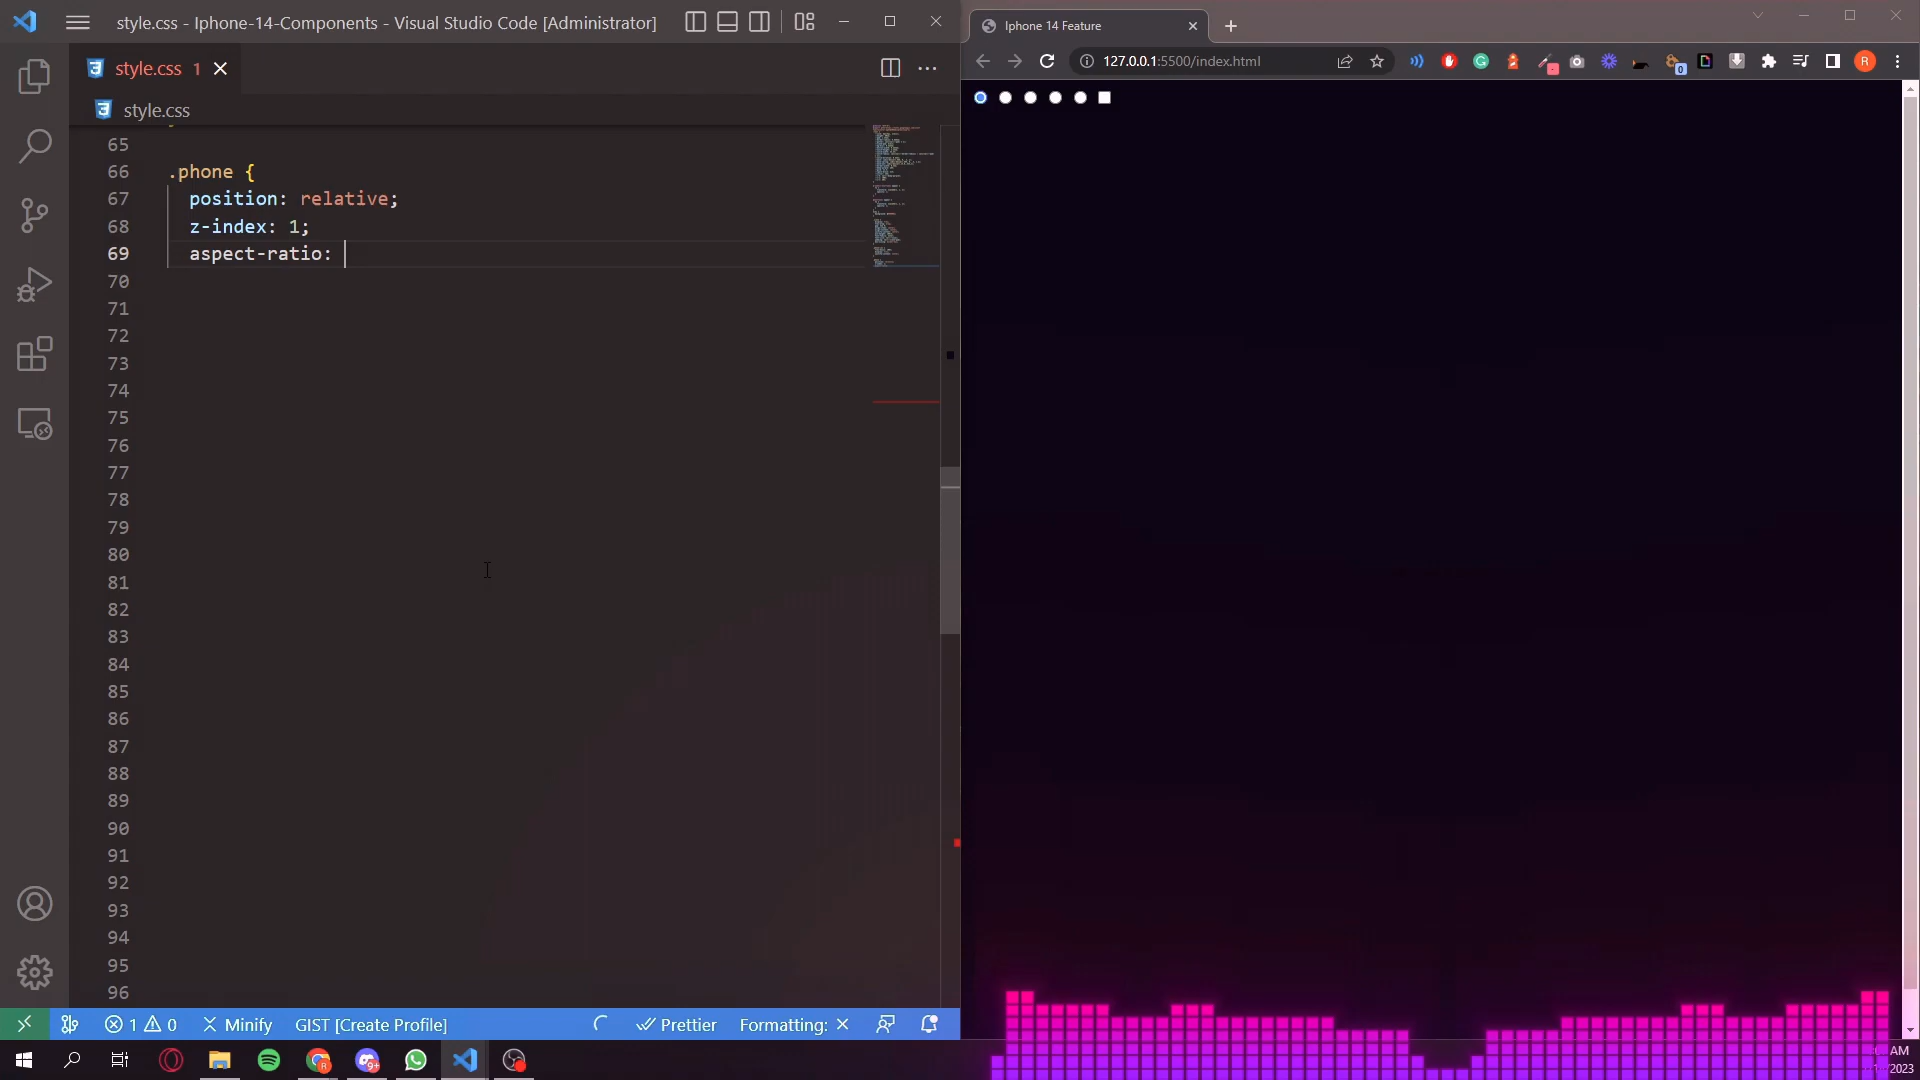 style.css - Iphone-14-Components - Visual Studio Code [Administrator]
style.css 1
style.css
65
66 .phone {
67 position: relative;
68 z-index: 1;
69 aspect-ratio:
70
71
72
73
74
75
76
77
78
79
80
81
82
83
84
85
86
87
88
89
90
91
92
93
94
95
96
1 0 Minify GIST [Create Profile] Prettier Formatting:
Iphone 14 Feature
127.0.0.1:5500/index.html
0 R
R 9+
AM
2023